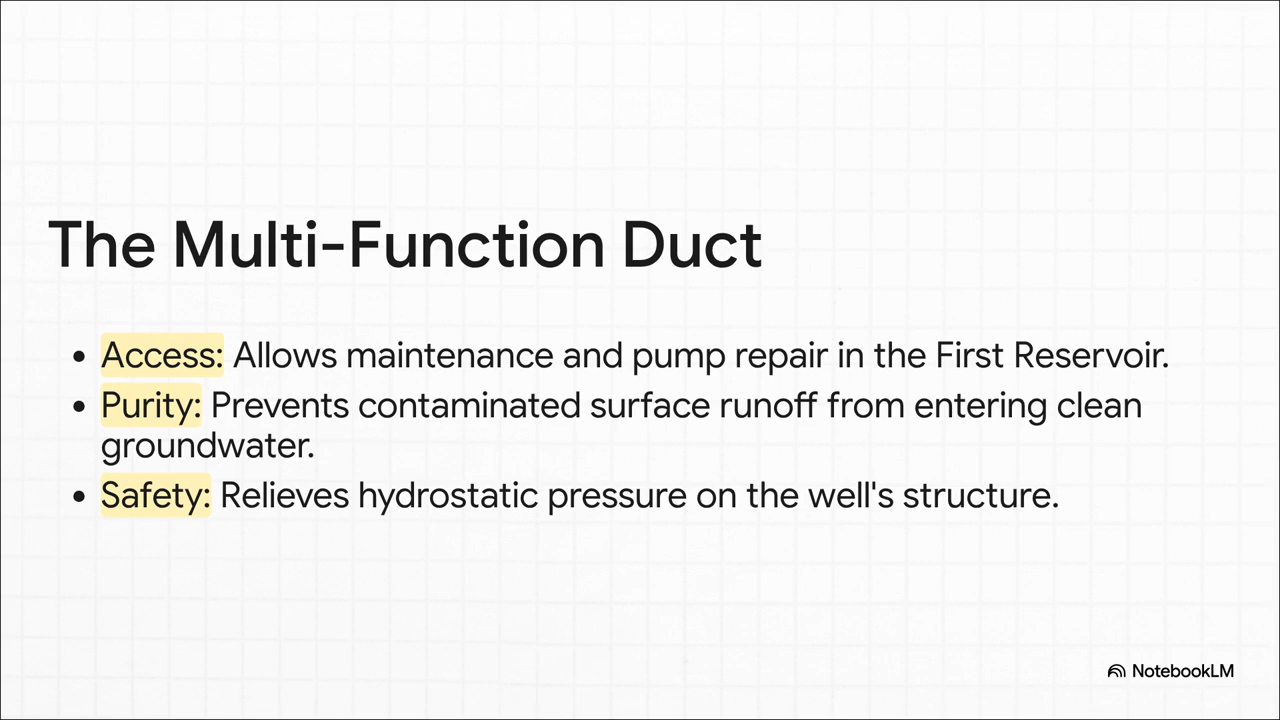 The Multi-Function Duct
• Access: Allows maintenance and pump repair in the First Reservoir.
• Purity: Prevents contaminated surface runoff from entering clean
groundwater.
• Safety: Relieves hydrostatic pressure on the well's structure.
NotebookLM